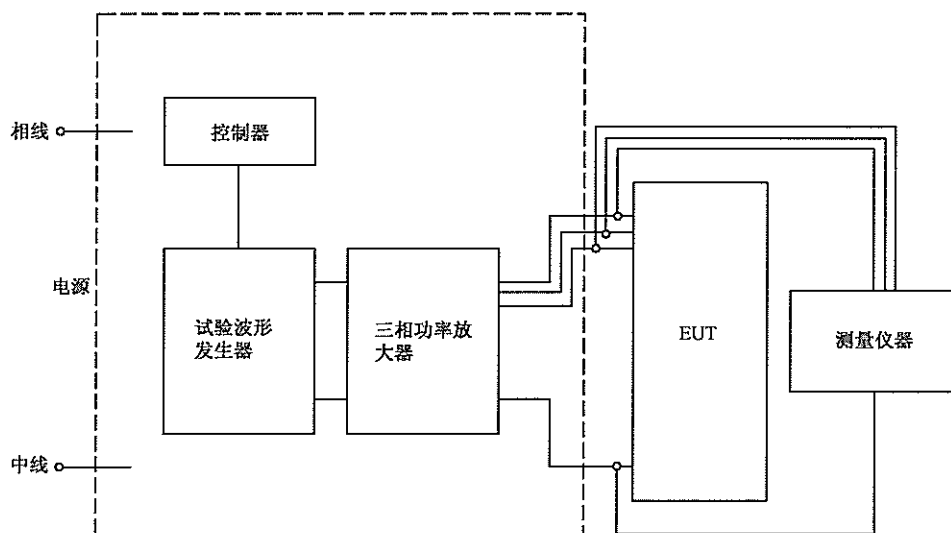 相线
控制器
电源
试验波形
发生器
三相功率放
大器
EUT
测量仪器
中线